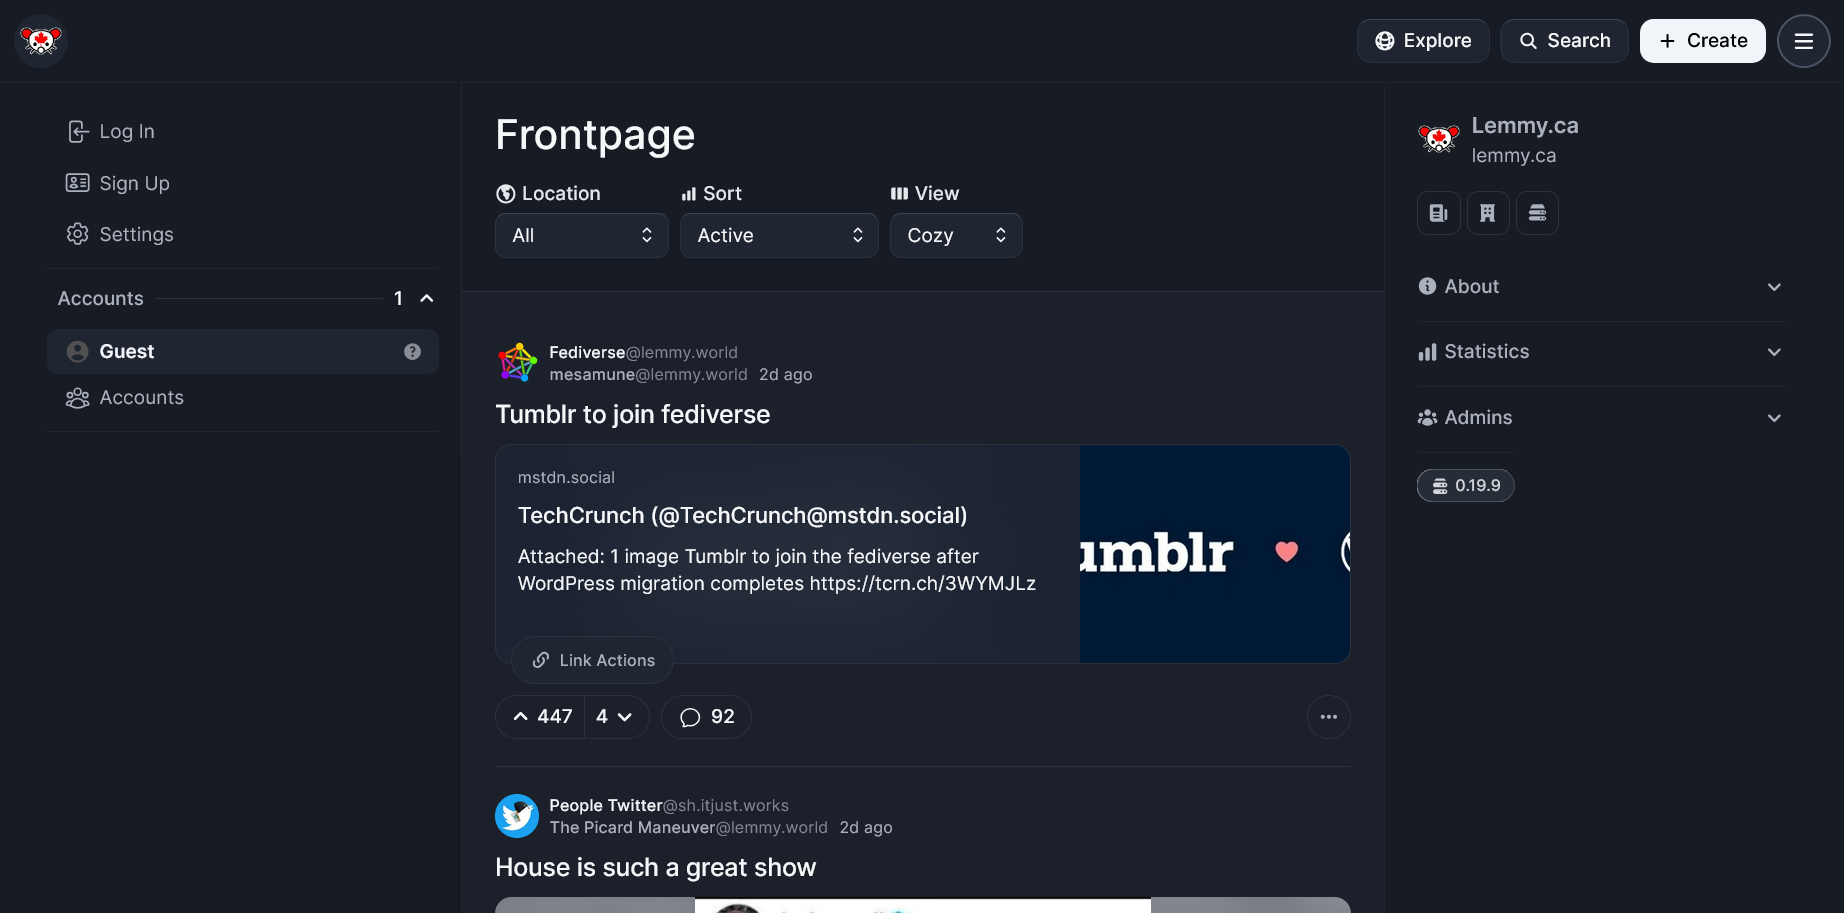 Explore
Search
Create
Log In
Sign Up
Settings
Accounts 1
Guest
Accounts
Frontpage
Location Sort View
All Active Cozy
Fediverse@lemmy.world
mesamune@lemmy.world 2d ago
Tumblr to join fediverse
mstdn.social
TechCrunch (@TechCrunch@mstdn.social)
Attached: 1 image Tumblr to join the fediverse after
WordPress migration completes https://tcrn.ch/3WYMJLz
umblr
Link Actions
447 4 92
People Twitter@sh.itjust.works
The Picard Maneuver@lemmy.world 2d ago
House is such a great show
Lemmy.ca
lemmy.ca
About
Statistics
Admins
0.19.9